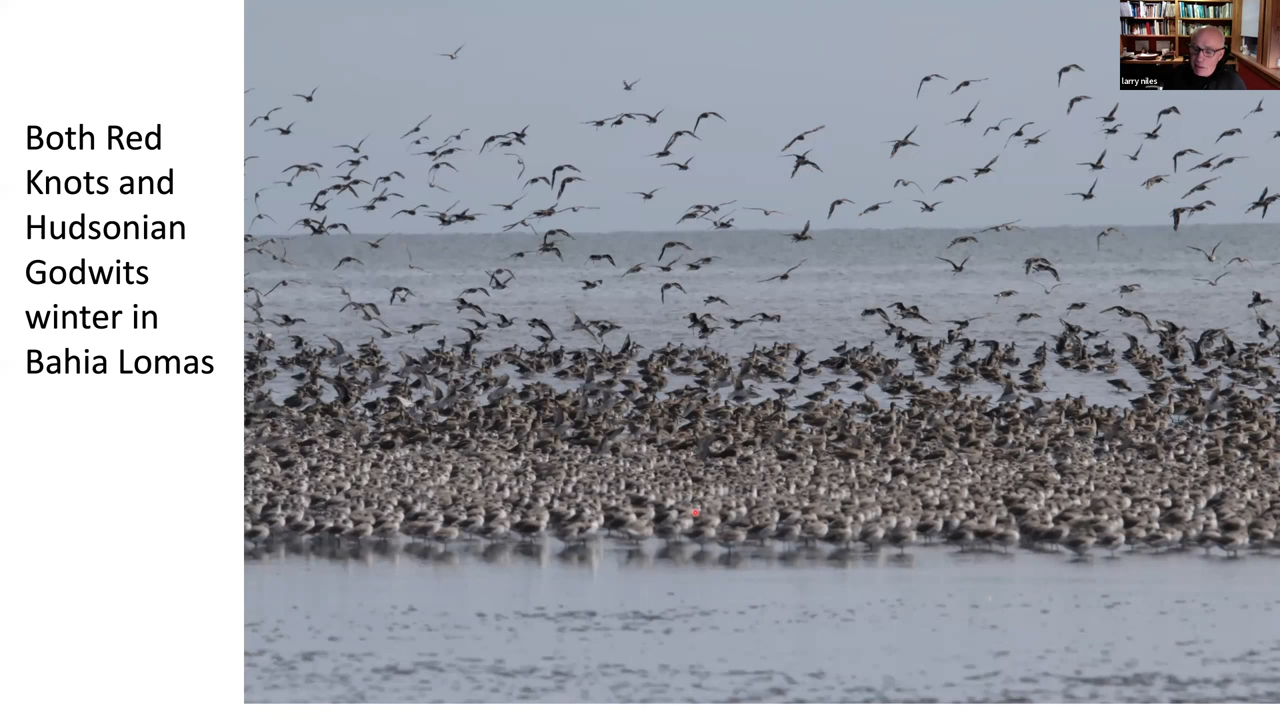 Both Red
Knots and
Hudsonian
Godwits
winter in
Bahia Lomas
larry niles